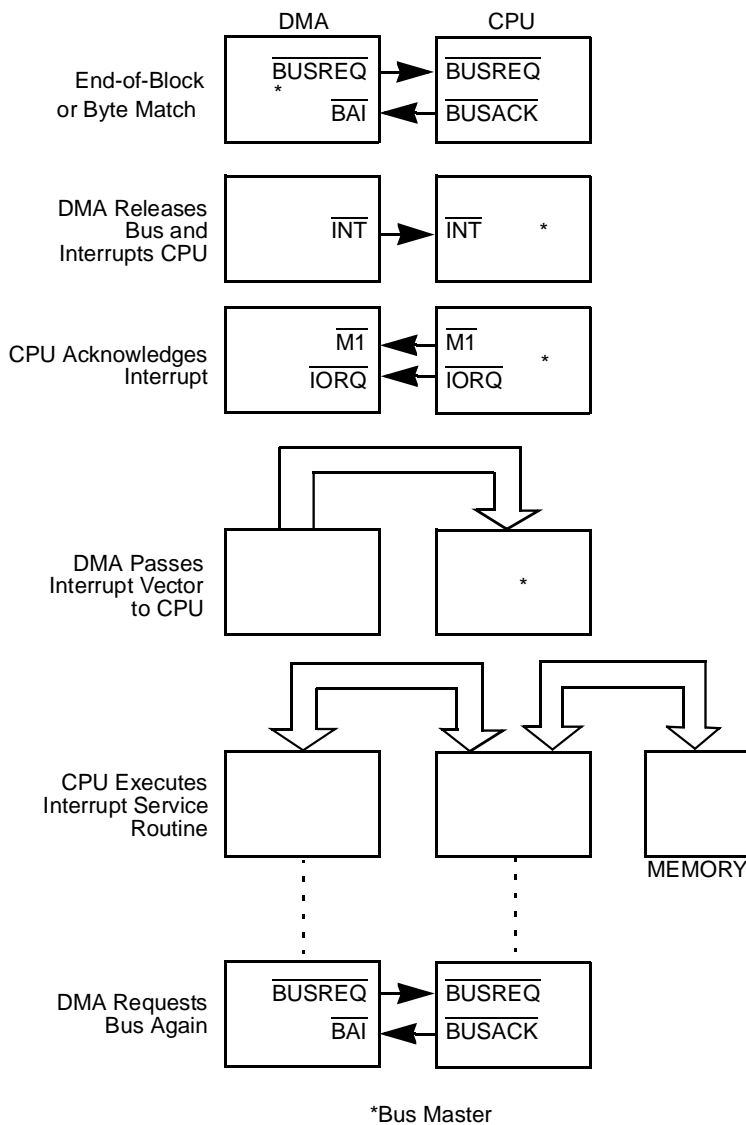 DMA CPU
End-of-Block
or Byte Match
BUSREQ BUSREQ
*
BAI BUSACK
DMA Releases
Bus and
Interrupts CPU
INT INT *
CPU Acknowledges
Interrupt
M1 M1
*
IORQ IORQ
DMA Passes
Interrupt Vector
to CPU
*
CPU Executes
Interrupt Service
Routine
MEMORY
DMA Requests
Bus Again
BUSREQ BUSREQ
BAI BUSACK
*Bus Master